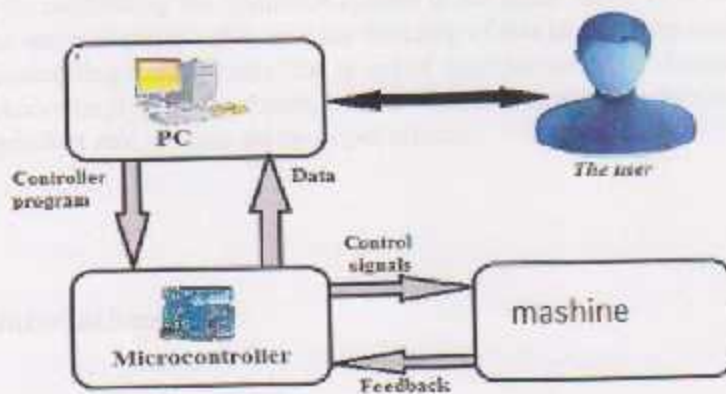 PC
The user
Controller
program
Data
Control
signals
mashine
Microcontroller
Feedback